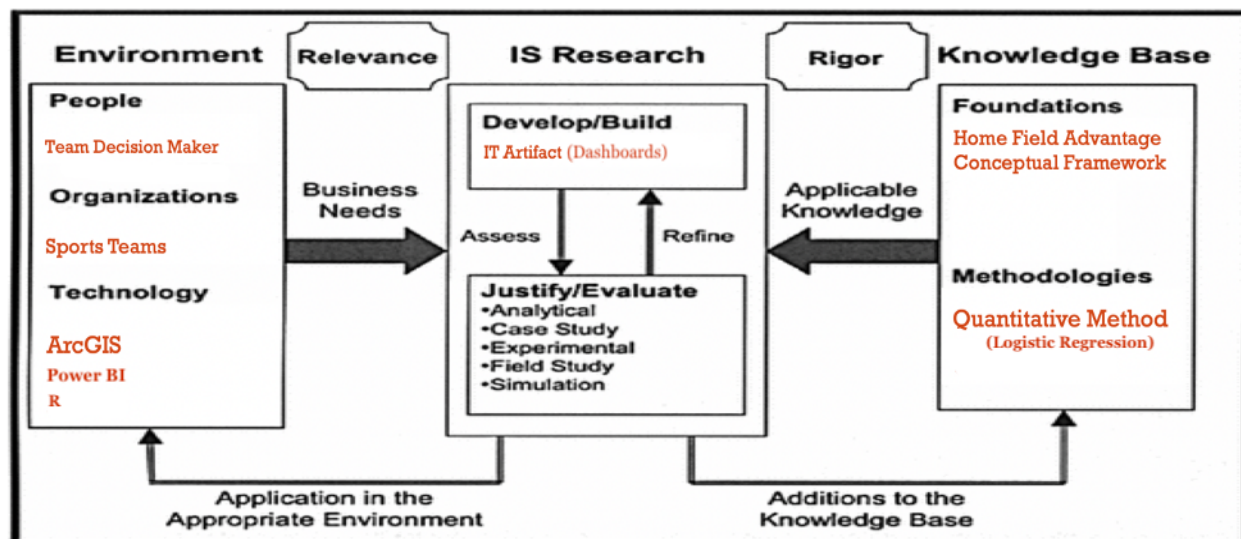 Environment
Relevance
IS Research
Rigor
Knowledge Base
People
Team Decision Maker
Organizations
Sports Teams
Technology
ArcGIS
Power BI
R
Business
Needs
Develop/Build
IT Artifact (Dashboards)
Assess
Refine
Justify/Evaluate
•Analytical
•Case Study
•Experimental
•Field Study
•Simulation
Applicable
Knowledge
Foundations
Home Field Advantage
Conceptual Framework
Methodologies
Quantitative Method
(Logistic Regression)
Application in the
Appropriate Environment
Additions to the
Knowledge Base